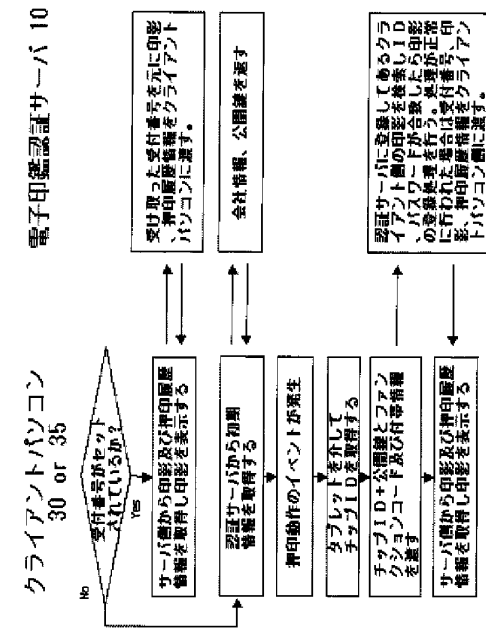 クライアントパソコン
30 or 35
電子印鑑認証サーバ 10
受付番号がセット
されているか?
No
Yes
サーバ側から印影及び押印履歴
情報を取得し印影を表示する
受け取った受付番号を元に印影
、押印履歴情報をクライアント
パソコンに渡す。
認証サーバから初期
情報を取得する
会社情報、公開鍵を返す
押印動作のイベントが発生
タブレットを介して
チップIDを取得する
チップID+公開鍵とファン
クションコード及び付帯情報
を渡す
認証サーバに登録してあるクラ
イアント側の印影を検索しID
、パスワードが合致したら印影
の登録処理を行う。処理が正常
に行われた場合は受付番号、印
影、押印履歴情報をクライアン
トパソコン側に渡す。
サーバ側から印影及び押印履歴
情報を取得し印影を表示する